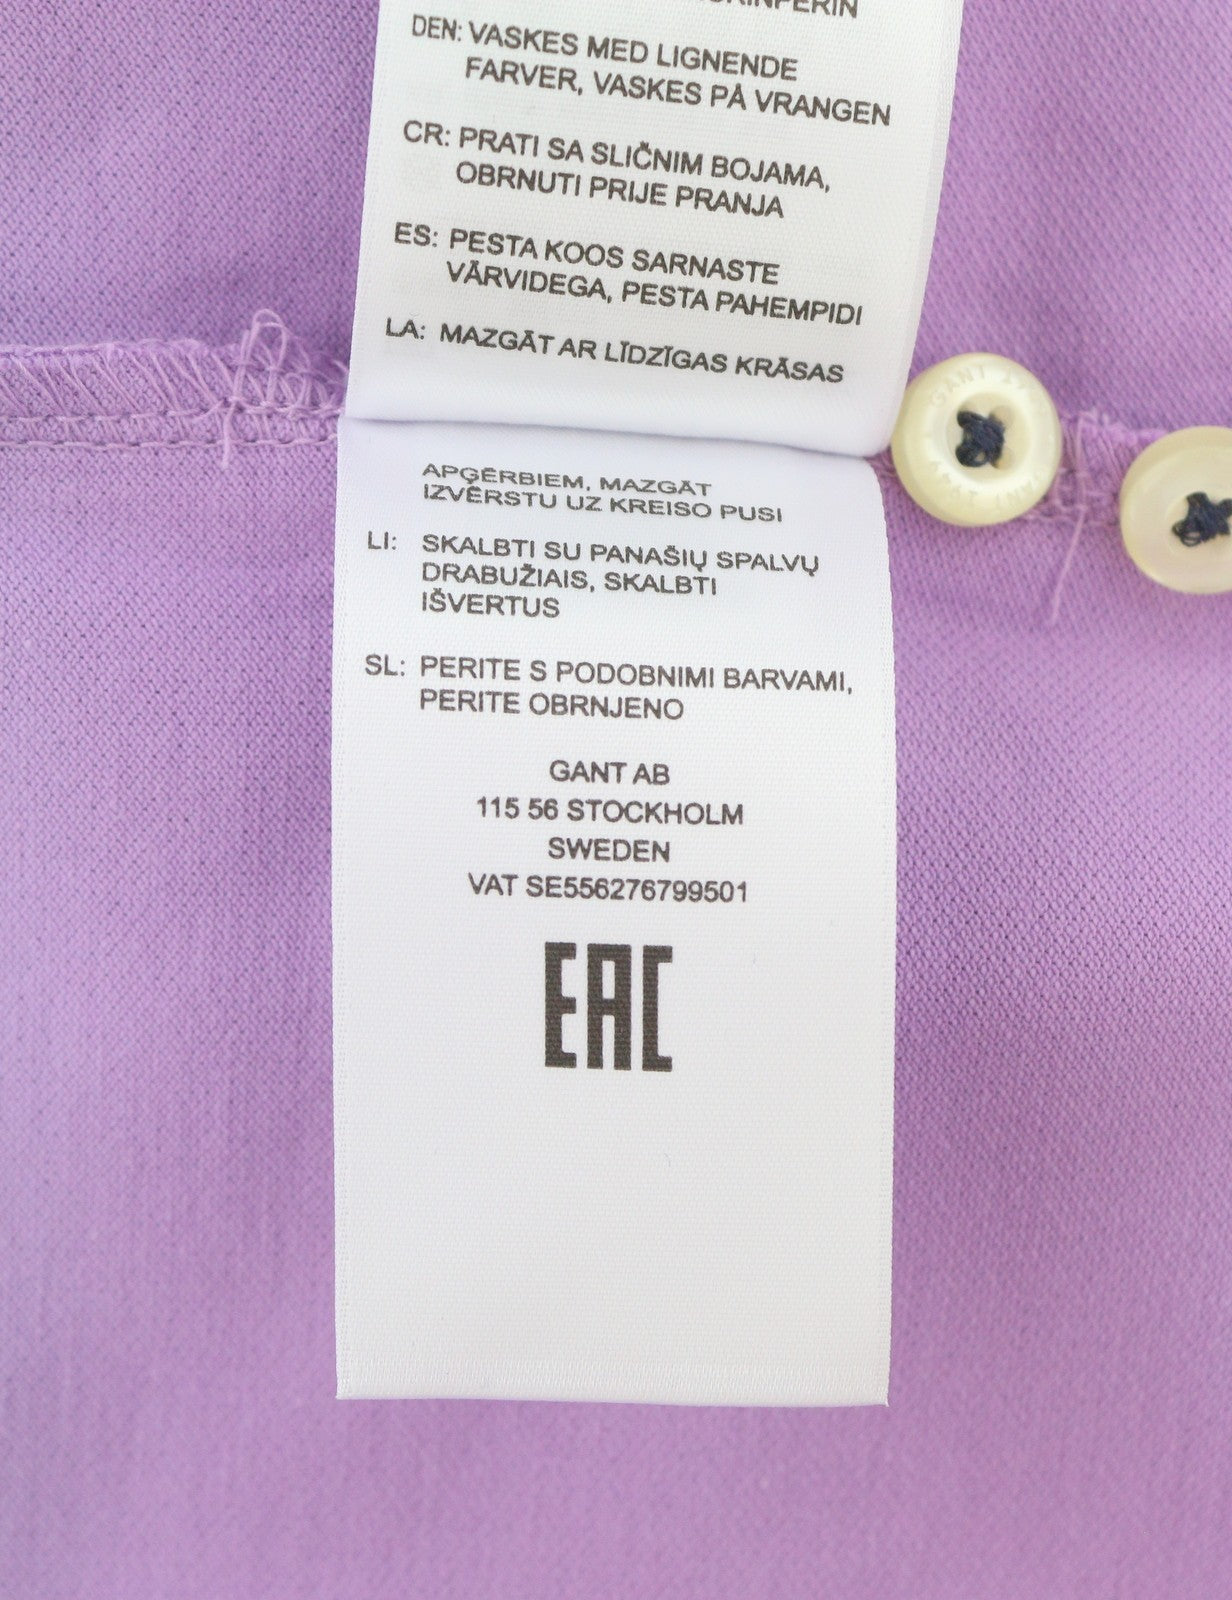 DEN: VASKES MED LIGNENDE
FARVER, VASKES PÅ VRANGEN
CR: PRATI SA SLIČNIM BOJAMA,
OBRNUTI PRIJE PRANJA
ES: PESTA KOOS SARNASTE
VÄRVIDEGA, PESTA PAHEMPIDI
LA: MAZGĀT AR LĪDZĪGAS KRĀSAS
APĢĒRBIEM, MAZGĀT
IZVĒRSTU UZ KREISO PUSI
LI: SKALBTI SU PANAŠIŲ SPALVŲ
DRABUŽIAIS, SKALBTI
IŠVERTUS
SL: PERITE S PODOBNIMI BARVAMI,
PERITE OBRNJENO
GANT AB
115 56 STOCKHOLM
SWEDEN
VAT SE556276799501
EAC
GANT
GANT